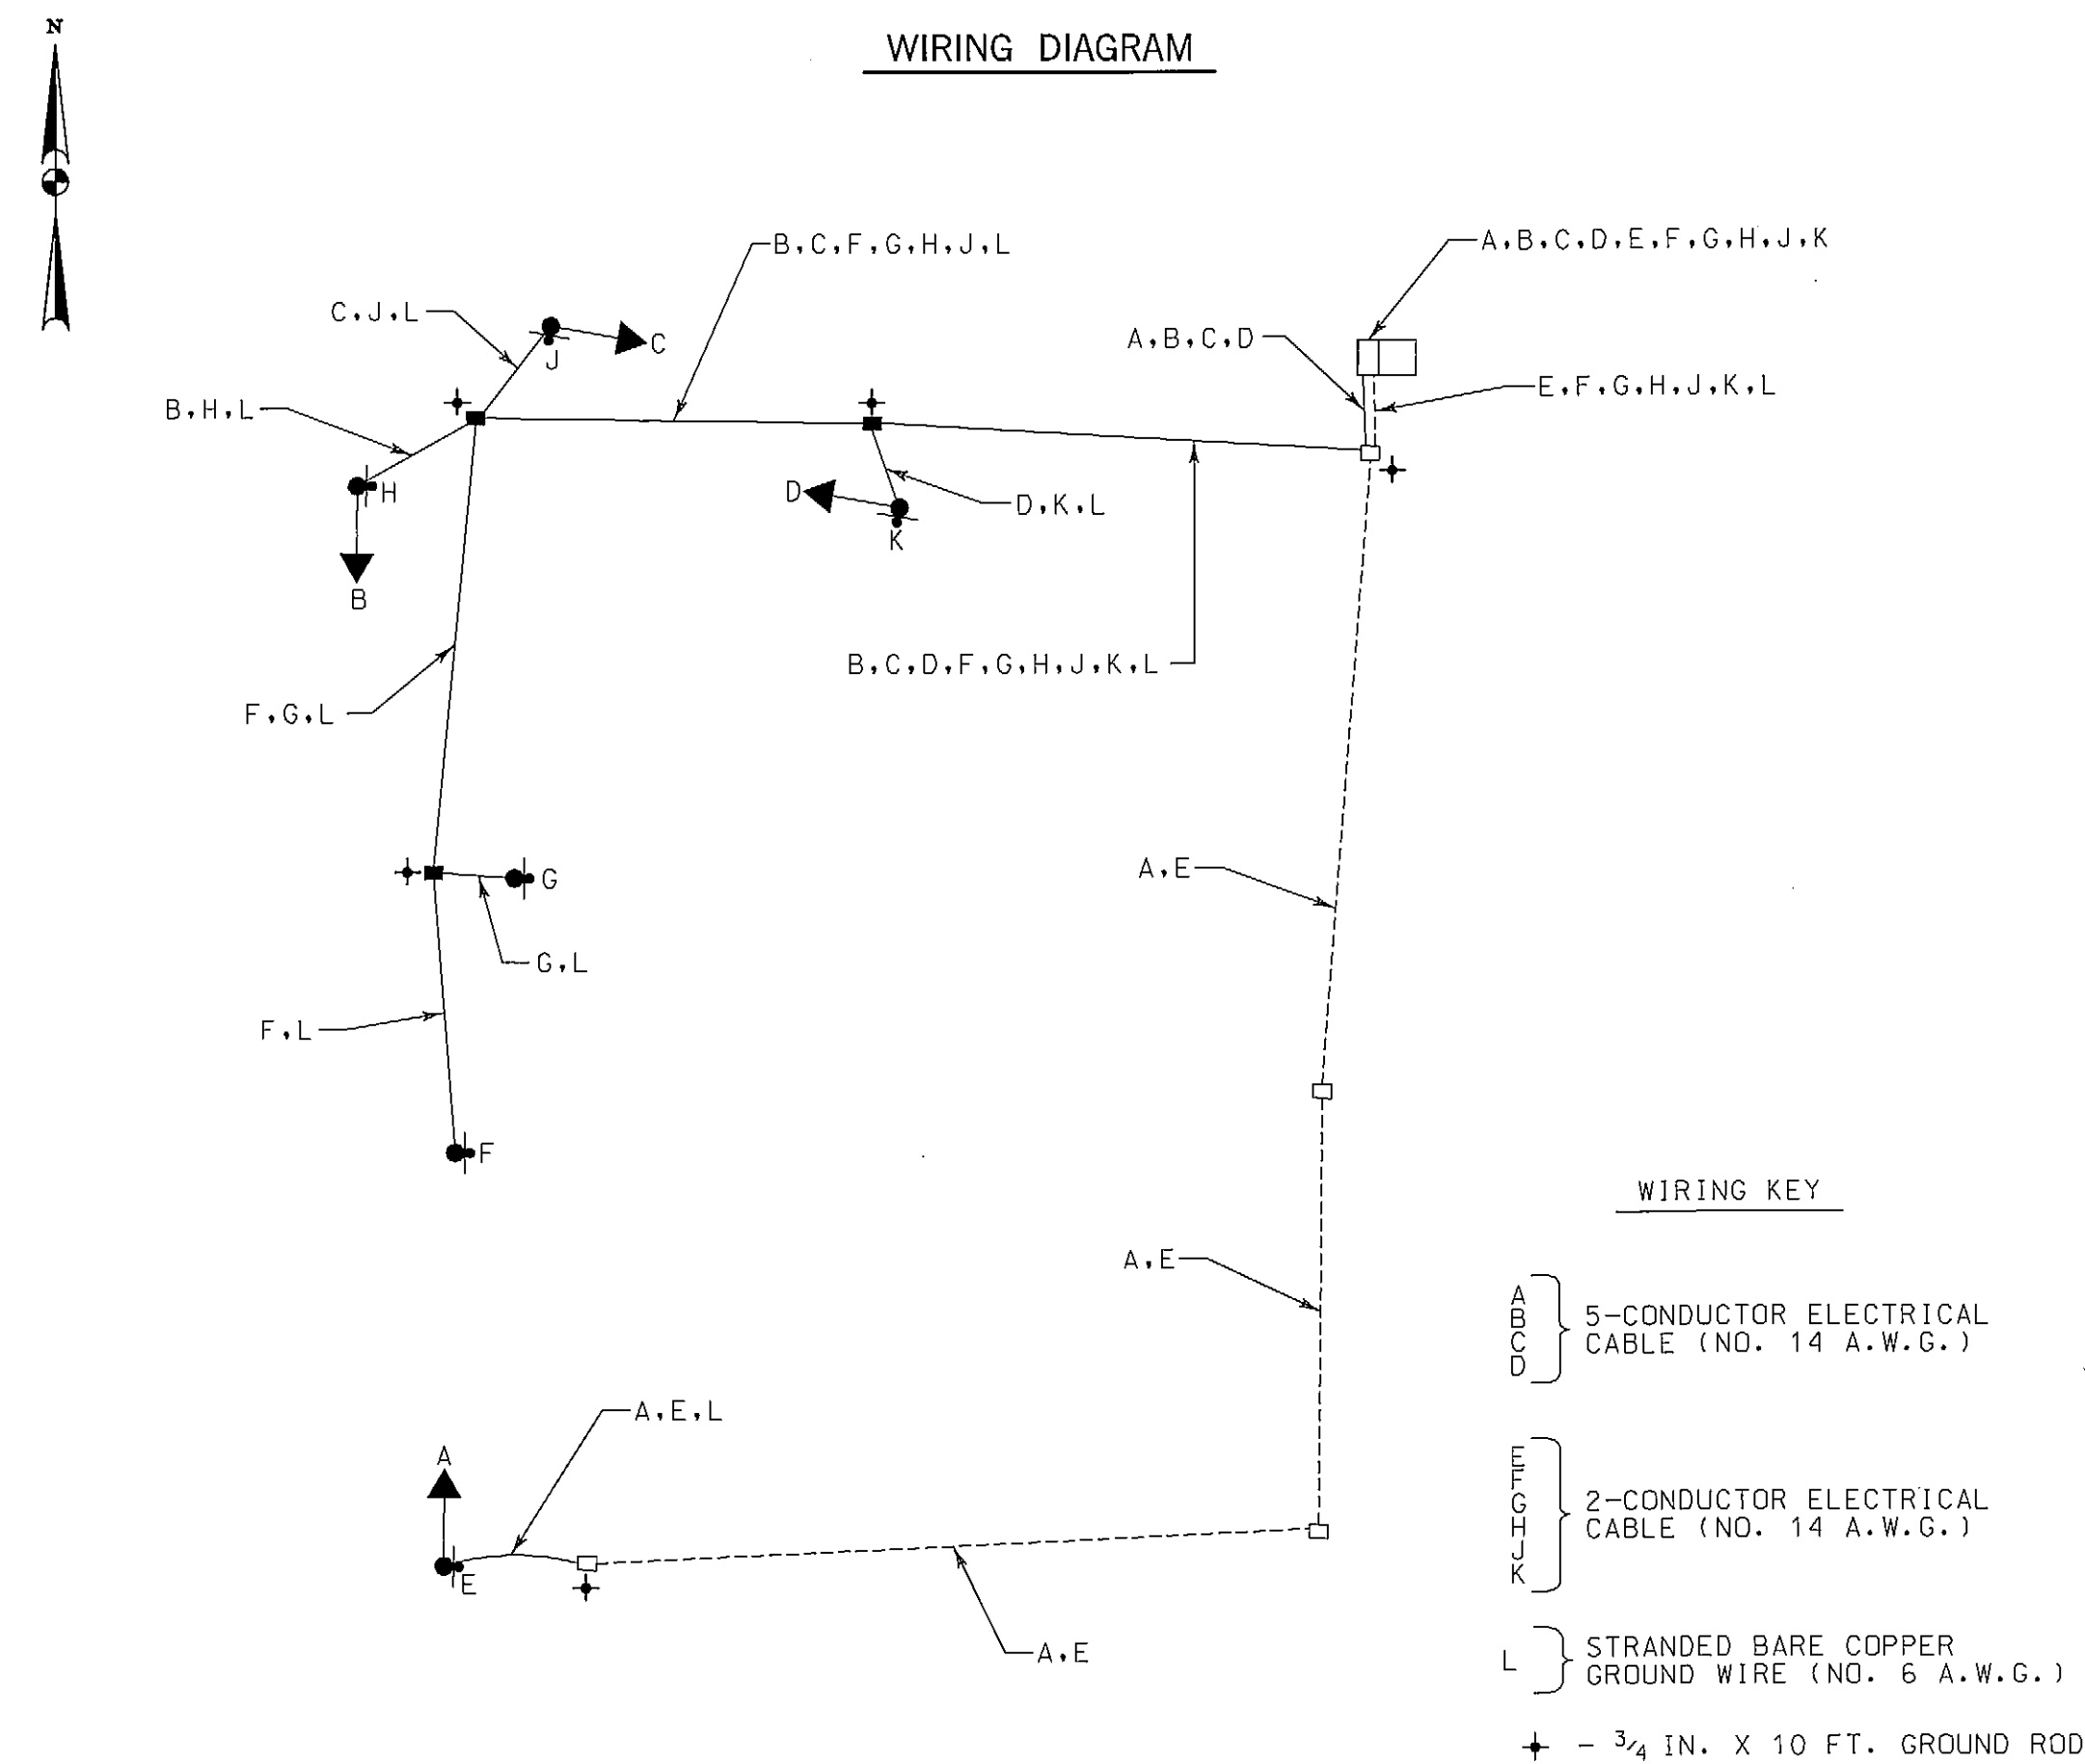 N
WIRING DIAGRAM
B,C,F,G,H,J,L
A,B,C,D,E,F,G,H,J,K
C,J,L
C
J
A,B,C,D
E,F,G,H,J,K,L
B,H,L
H
D
D,K,L
K
B
B,C,D,F,G,H,J,K,L
F,G,L
A,E
G
G,L
F,L
F
WIRING KEY
A,E
A
B
C
D
5-CONDUCTOR ELECTRICAL
CABLE (NO. 14 A.W.G.)
A,E,L
A
E
F
G
H
J
K
2-CONDUCTOR ELECTRICAL
CABLE (NO. 14 A.W.G.)
E
A,E
L
STRANDED BARE COPPER
GROUND WIRE (NO. 6 A.W.G.)
- 3/4 IN. X 10 FT. GROUND ROD